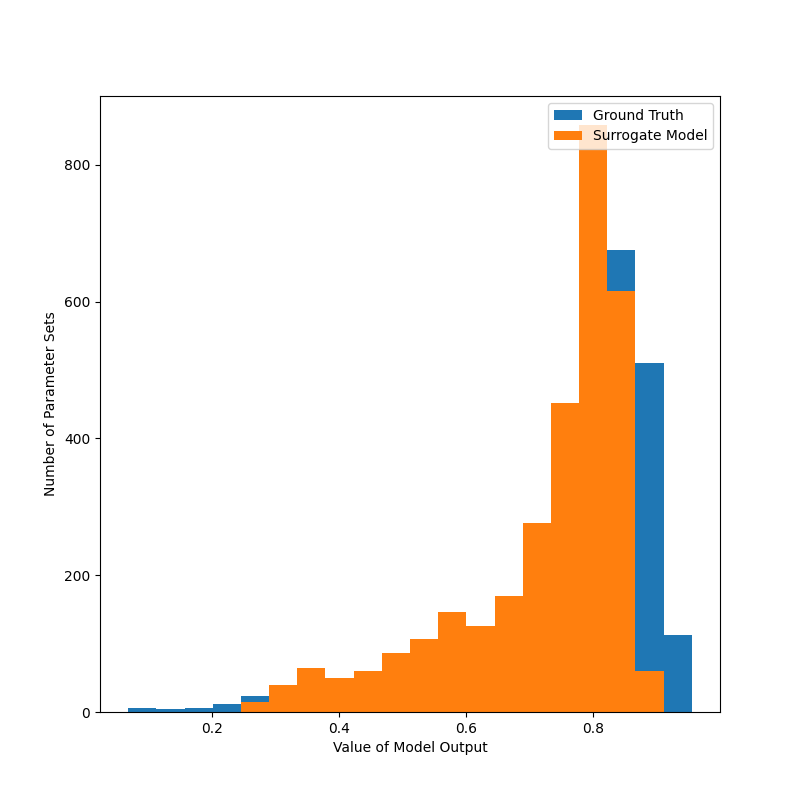 Ground Truth
Surrogate Model
800
600
400
200
0
Number of Parameter Sets
0.2 0.4 0.6 0.8
Value of Model Output